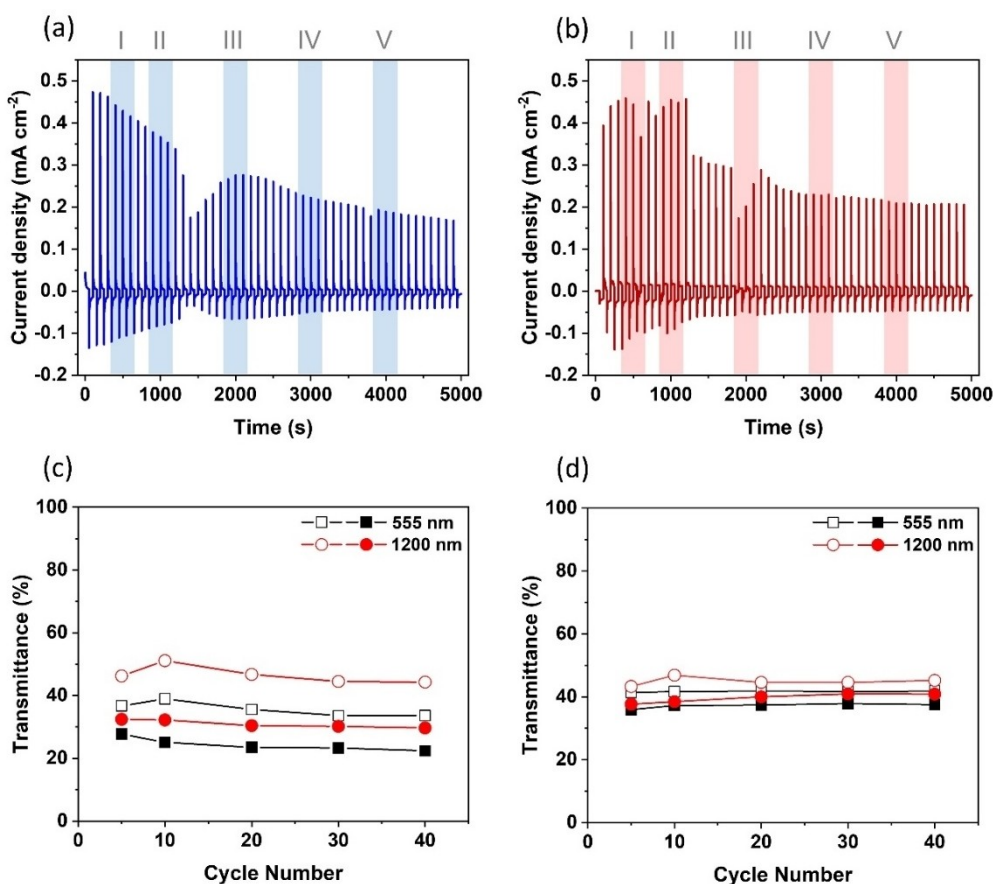 (a)
I II III IV V
Current density (mA cm⁻²)
0.5
0.4
0.3
0.2
0.1
0.0
-0.1
-0.2
0 1000 2000 3000 4000 5000
Time (s)
(b)
I II III IV V
Current density (mA cm⁻²)
0.5
0.4
0.3
0.2
0.1
0.0
-0.1
-0.2
0 1000 2000 3000 4000 5000
Time (s)
(c)
Transmittance (%)
100
80
60
40
20
0
555 nm
1200 nm
0 10 20 30 40
Cycle Number
(d)
Transmittance (%)
100
80
60
40
20
0
555 nm
1200 nm
0 10 20 30 40
Cycle Number